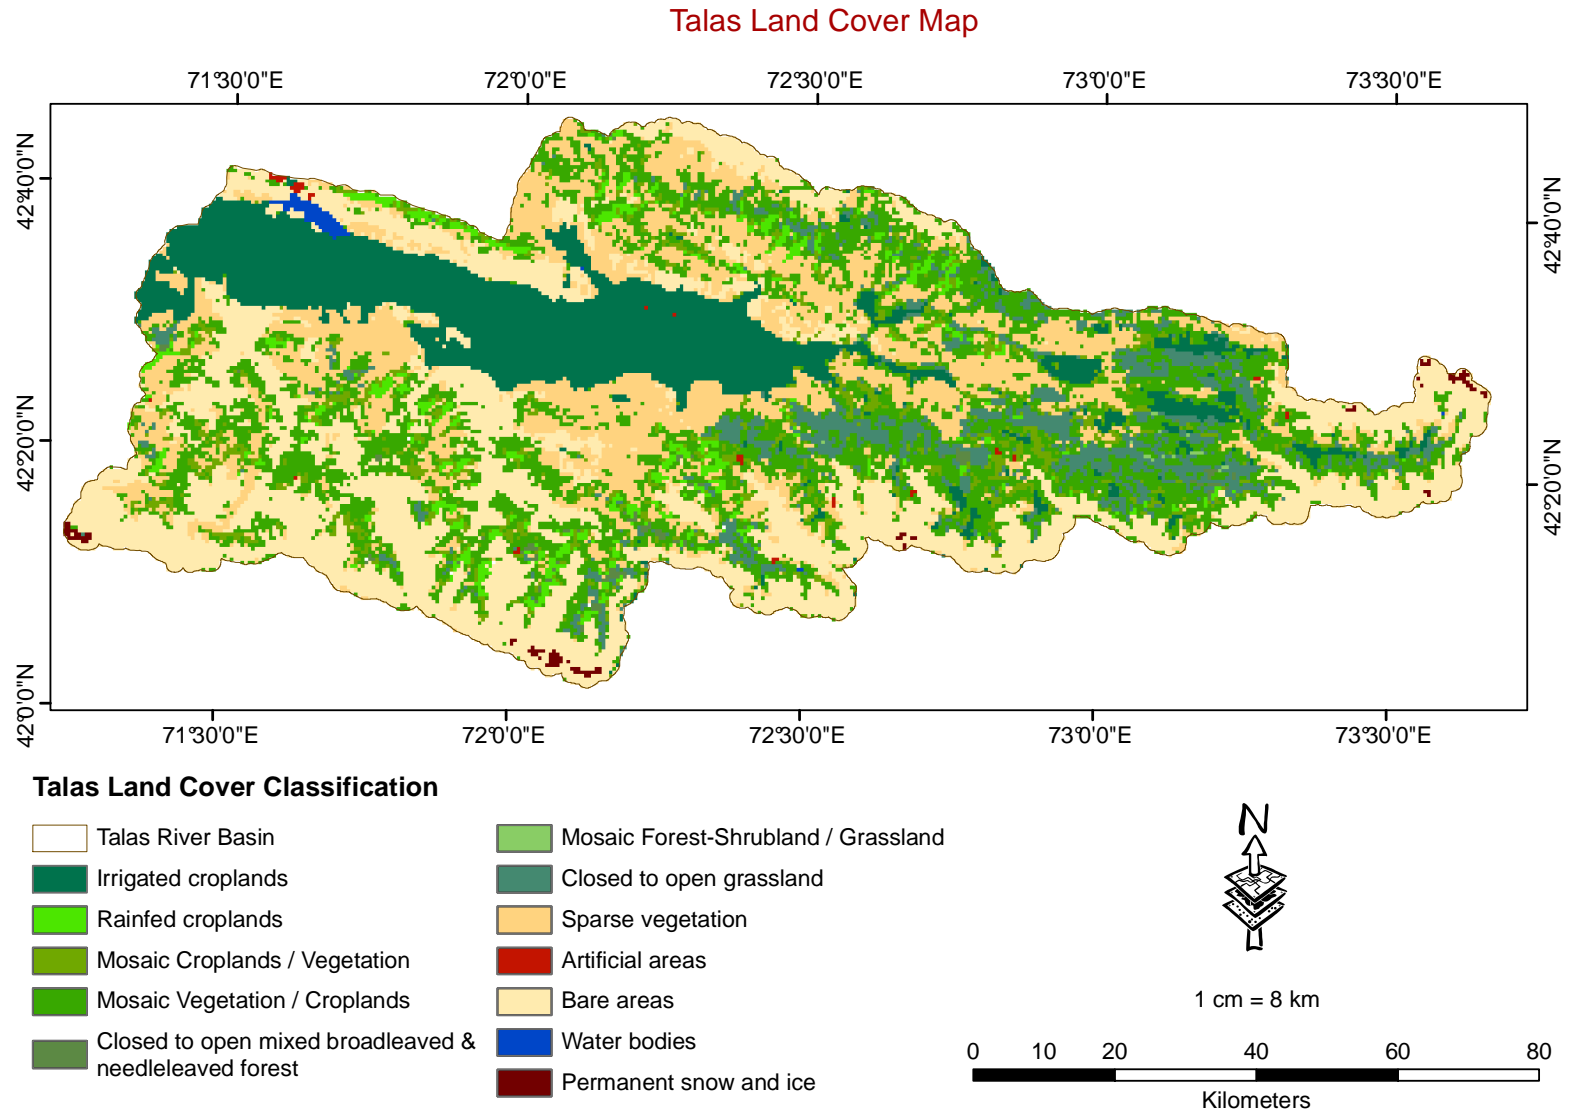 Talas Land Cover Map
71°30'0"E 72°0'0"E 72°30'0"E 73°0'0"E 73°30'0"E
42°40'0"N
42°20'0"N
42°0'0"N
42°40'0"N
42°20'0"N
71°30'0"E 72°0'0"E 72°30'0"E 73°0'0"E 73°30'0"E
Talas Land Cover Classification
Talas River Basin
Irrigated croplands
Rainfed croplands
Mosaic Croplands / Vegetation
Mosaic Vegetation / Croplands
Closed to open mixed broadleaved &
needleleaved forest
Mosaic Forest-Shrubland / Grassland
Closed to open grassland
Sparse vegetation
Artificial areas
Bare areas
Water bodies
Permanent snow and ice
N
1 cm = 8 km
0 10 20 40 60 80
Kilometers